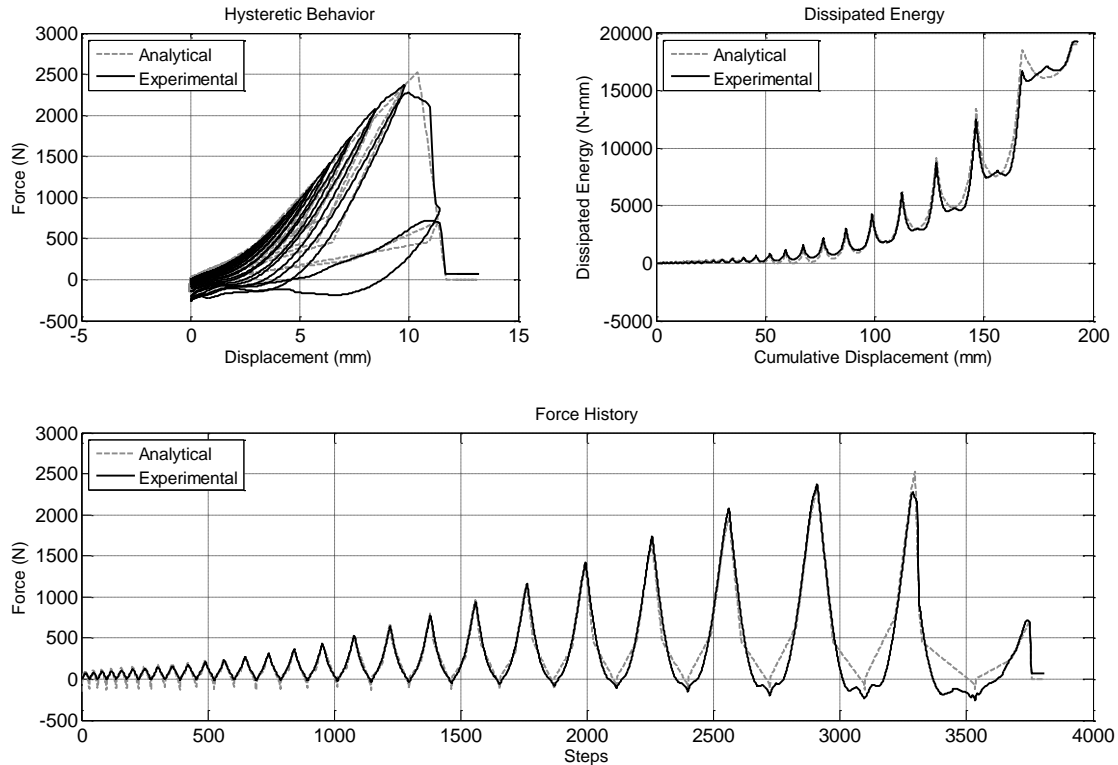 Hysteretic Behavior
3000
2500
2000
1500
1000
500
0
-500
Force (N)
Analytical
Experimental
-5
0
5
10
15
Displacement (mm)
Dissipated Energy
20000
15000
10000
5000
0
-5000
Dissipated Energy (N-mm)
Analytical
Experimental
0
50
100
150
200
Cumulative Displacement (mm)
Force History
3000
2500
2000
1500
1000
500
0
-500
Force (N)
Analytical
Experimental
0
500
1000
1500
2000
2500
3000
3500
4000
Steps